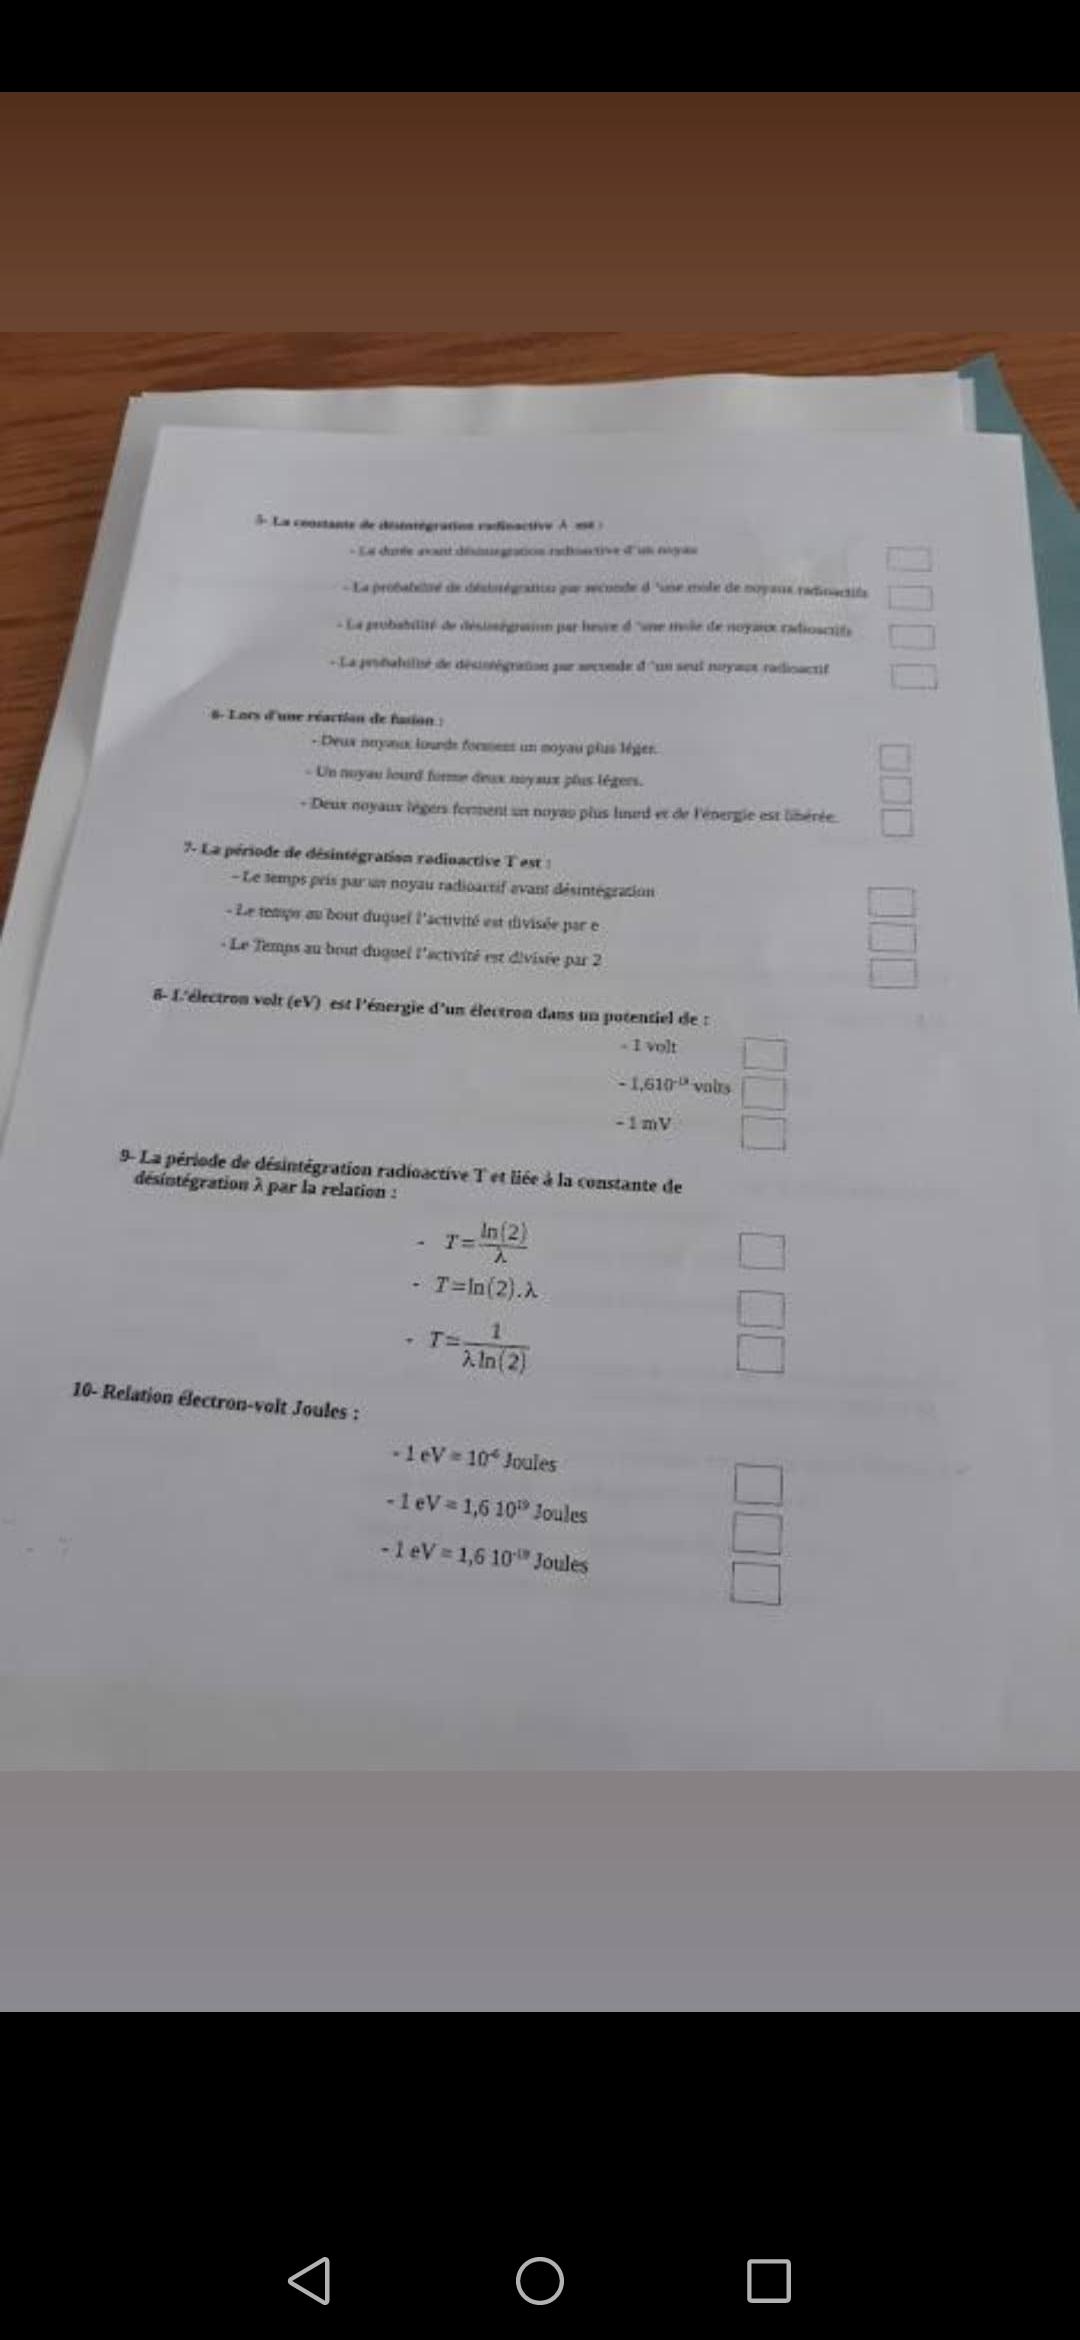 5- La constante de désintégration radioactive λ est :
- La durée avant désintégration radioactive d'un noyau
- La probabilité de désintégration par seconde d 'une mole de noyaux radioactifs
- La probabilité de désintégration par heure d 'une mole de noyaux radioactifs
- La probabilité de désintégration par seconde d 'un seul noyaux radioactif
6- Lors d'une réaction de fusion :
- Deux noyaux lourds forment un noyau plus léger.
- Un noyau lourd forme deux noyaux plus légers.
- Deux noyaux légers forment un noyau plus lourd et de l'énergie est libérée.
7- La période de désintégration radioactive T est :
- Le temps pris par un noyau radioactif avant désintégration
- Le temps au bout duquel l'activité est divisée par e
- Le Temps au bout duquel l'activité est divisée par 2
8- L'électron volt (eV) est l'énergie d'un électron dans un potentiel de :
- 1 volt
- 1,610⁻¹⁹ volts
- 1 mV
9- La période de désintégration radioactive T et liée à la constante de
désintégration λ par la relation :
- T=ln(2)/λ
- T=ln(2).λ
- T=1/(λ ln(2))
10- Relation électron-volt Joules :
- 1 eV = 10⁻⁶ Joules
- 1 eV = 1,6 10¹⁹ Joules
- 1 eV = 1,6 10⁻¹⁹ Joules